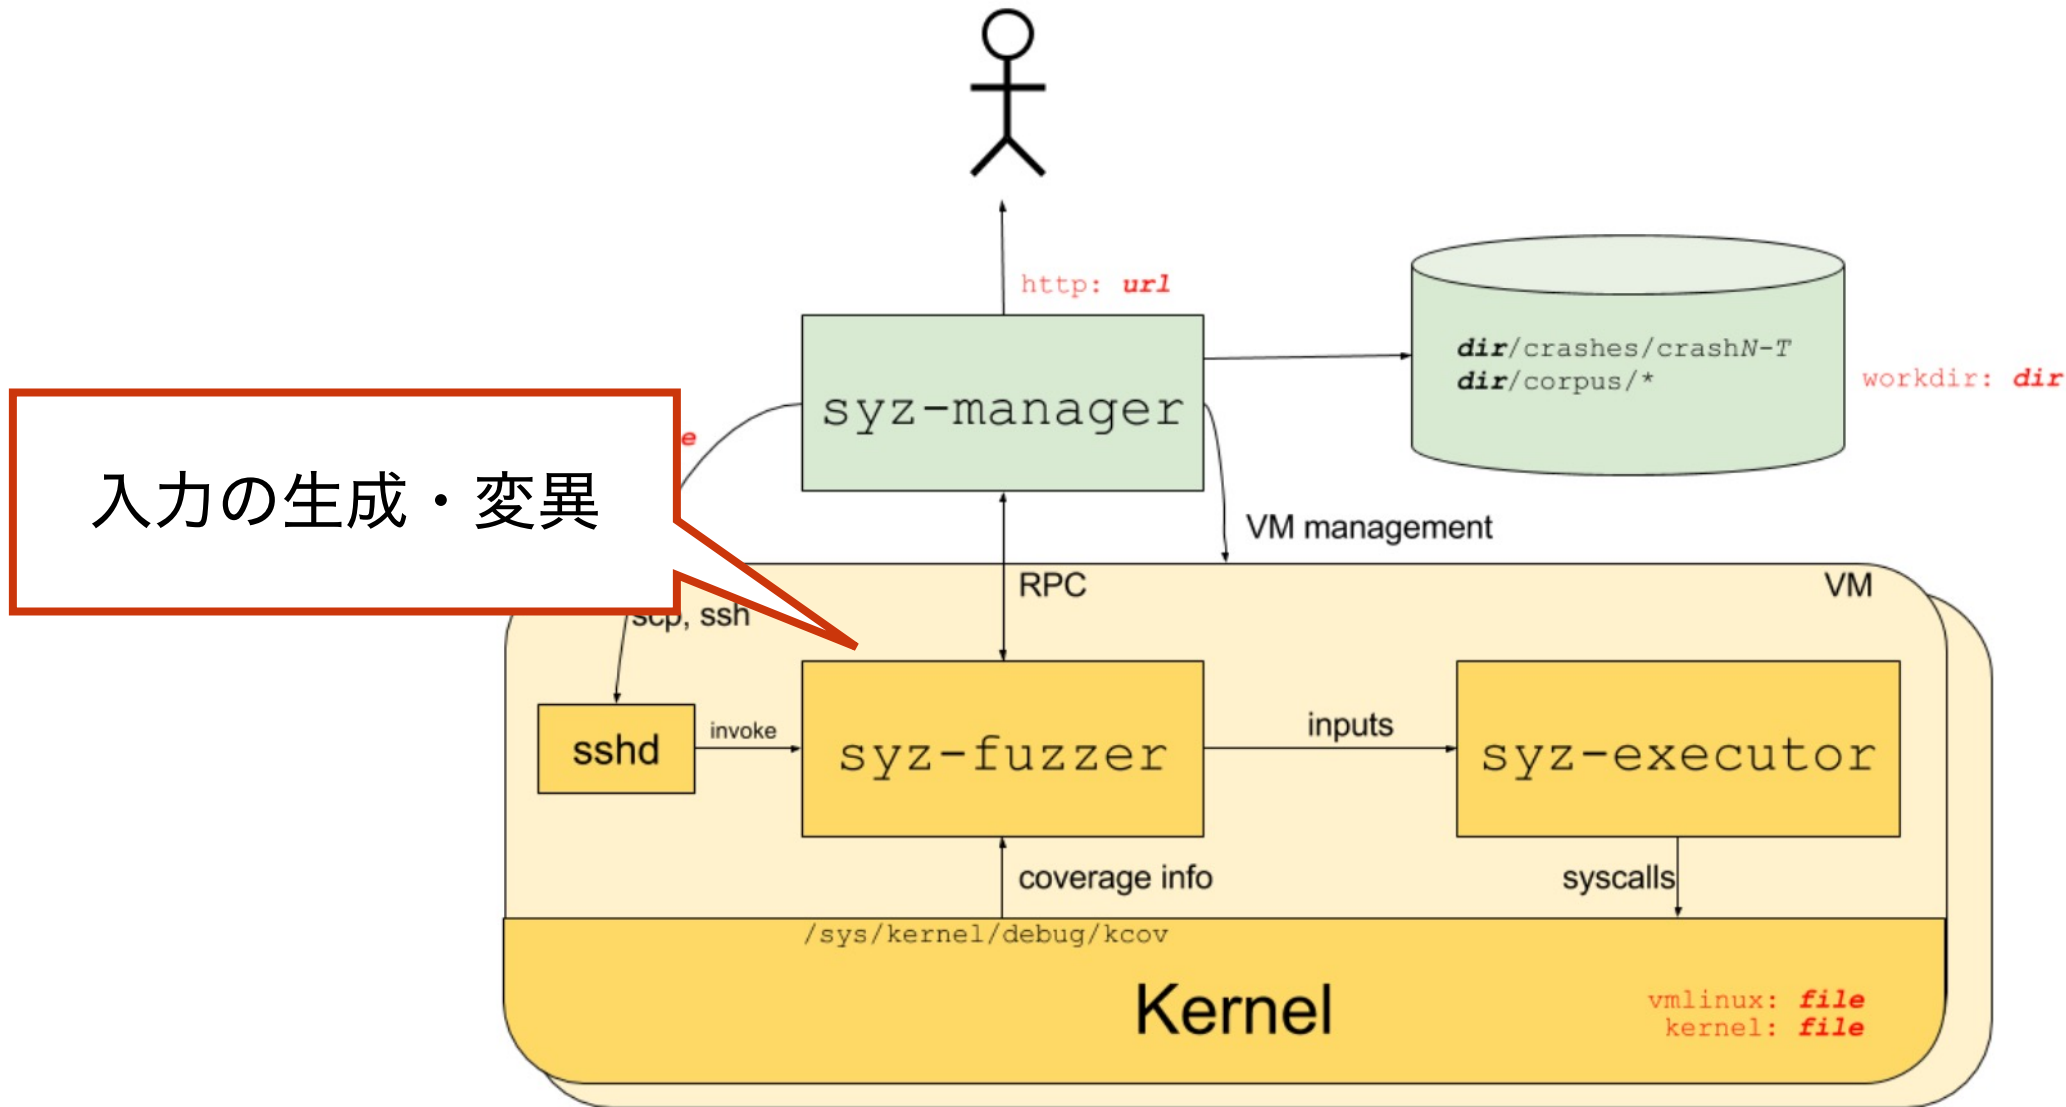 http: url
dir/crashes/crashN-T
dir/corpus/*
workdir: dir
syz-manager
入力の生成・変異
VM management
RPC
VM
scp, ssh
sshd
invoke
syz-fuzzer
inputs
syz-executor
coverage info
syscalls
/sys/kernel/debug/kcov
Kernel
vmlinux: file
kernel: file